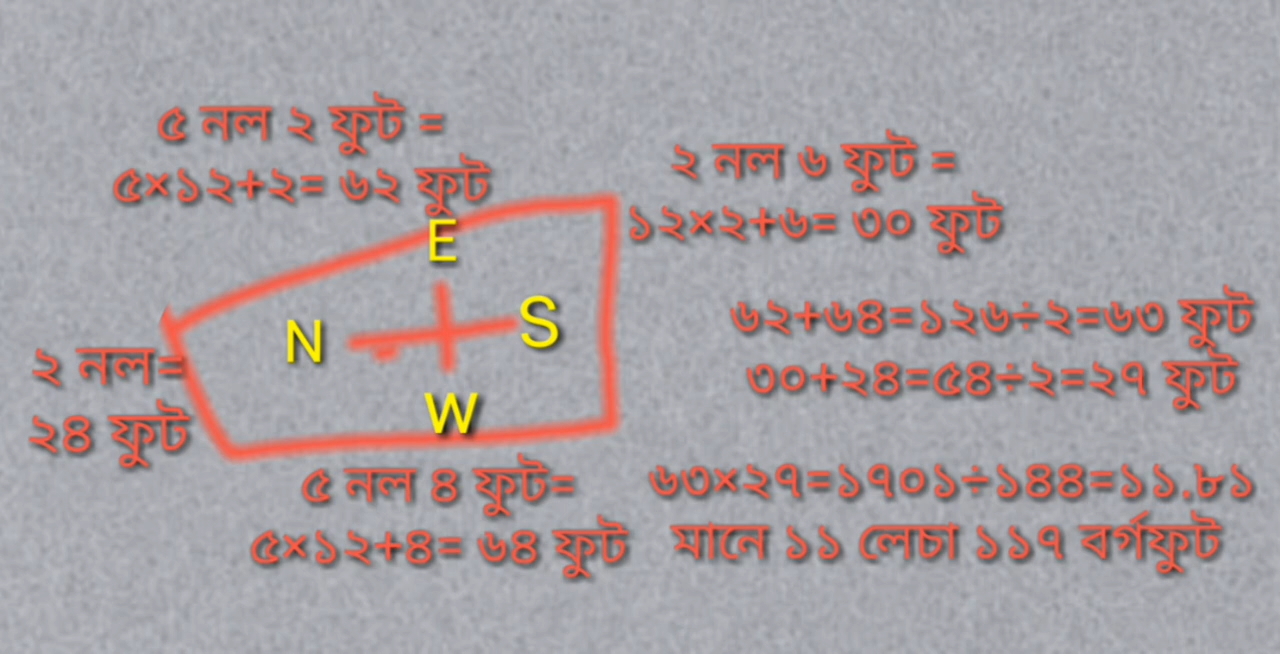 ৫ নল ২ ফুট =
৫×১২+২= ৬২ ফুট
২ নল ৬ ফুট =
১২×২+৬= ৩০ ফুট
E
N
S
W
২ নল=
২৪ ফুট
৬২+৬৪=১২৬÷২=৬৩ ফুট
৩০+২৪=৫৪÷২=২৭ ফুট
৫ নল ৪ ফুট=
৫×১২+৪= ৬৪ ফুট
৬৩×২৭=১৭০১÷১৪৪=১১.৮১
মানে ১১ লেচা ১১৭ বর্গফুট